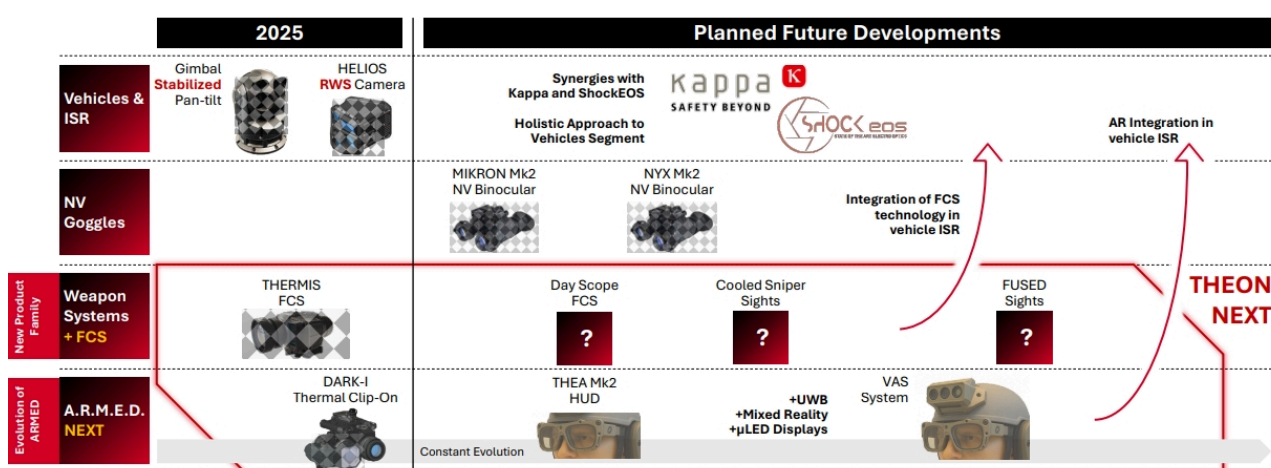 2025
Planned Future Developments
Vehicles &
ISR
Gimbal
Stabilized
Pan-tilt
HELIOS
RWS Camera
Synergies with
Kappa and ShockEOS
Holistic Approach to
Vehicles Segment
kappa
K
SAFETY BEYOND
SHOCK eos
AR Integration in
vehicle ISR
NV
Goggles
MIKRON Mk2
NV Binocular
NYX Mk2
NV Binocular
Integration of FCS
technology in
vehicle ISR
New Product
Family
Weapon
Systems
+ FCS
THERMIS
FCS
Day Scope
FCS
?
Cooled Sniper
Sights
?
FUSED
Sights
?
THEON
NEXT
Evolution of
ARMED
A.R.M.E.D.
NEXT
DARK-I
Thermal Clip-On
THEA Mk2
HUD
+UWB
+Mixed Reality
+µLED Displays
VAS
System
Constant Evolution